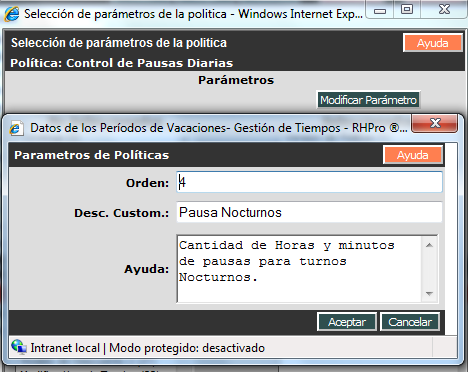 Selección de parámetros de la politica - Windows Internet Exp...
Selección de parámetros de la politica
Ayuda
Política: Control de Pausas Diarias
Parámetros
Modificar Parámetro
Datos de los Períodos de Vacaciones- Gestión de Tiempos - RHPro ®...
Parametros de Políticas
Ayuda
Orden: 4
Desc. Custom.: Pausa Nocturnos
Ayuda:
Cantidad de Horas y minutos
de pausas para turnos
Nocturnos.
Aceptar
Cancelar
Intranet local | Modo protegido: desactivado